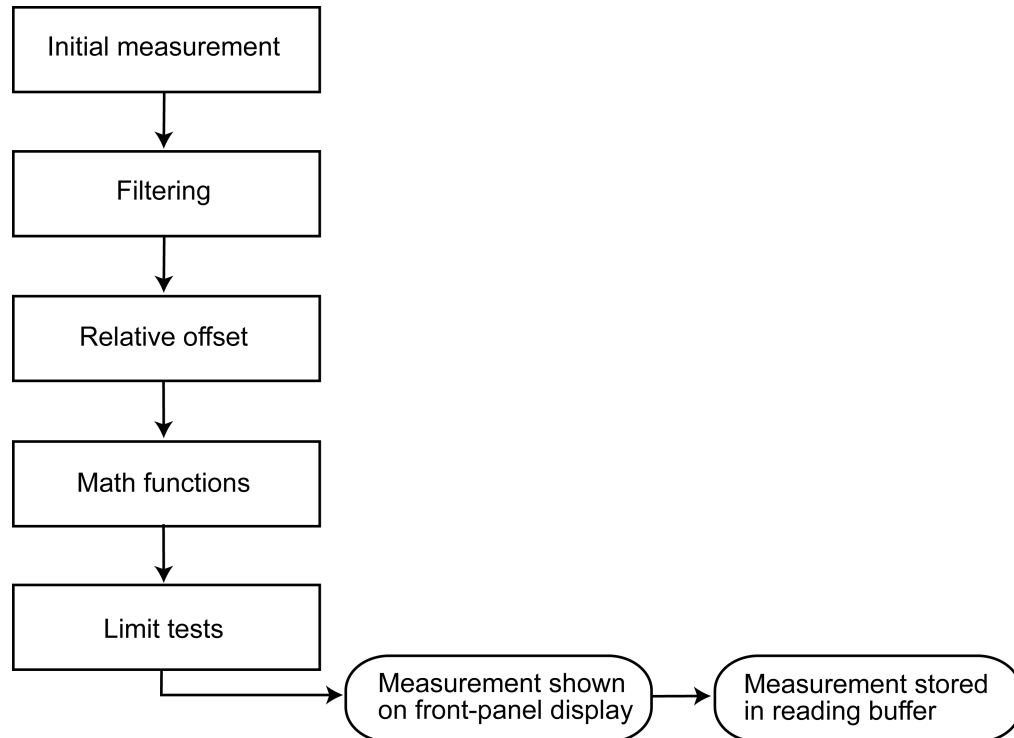 Initial measurement
Filtering
Relative offset
Math functions
Limit tests
Measurement shown
on front-panel display
Measurement stored
in reading buffer